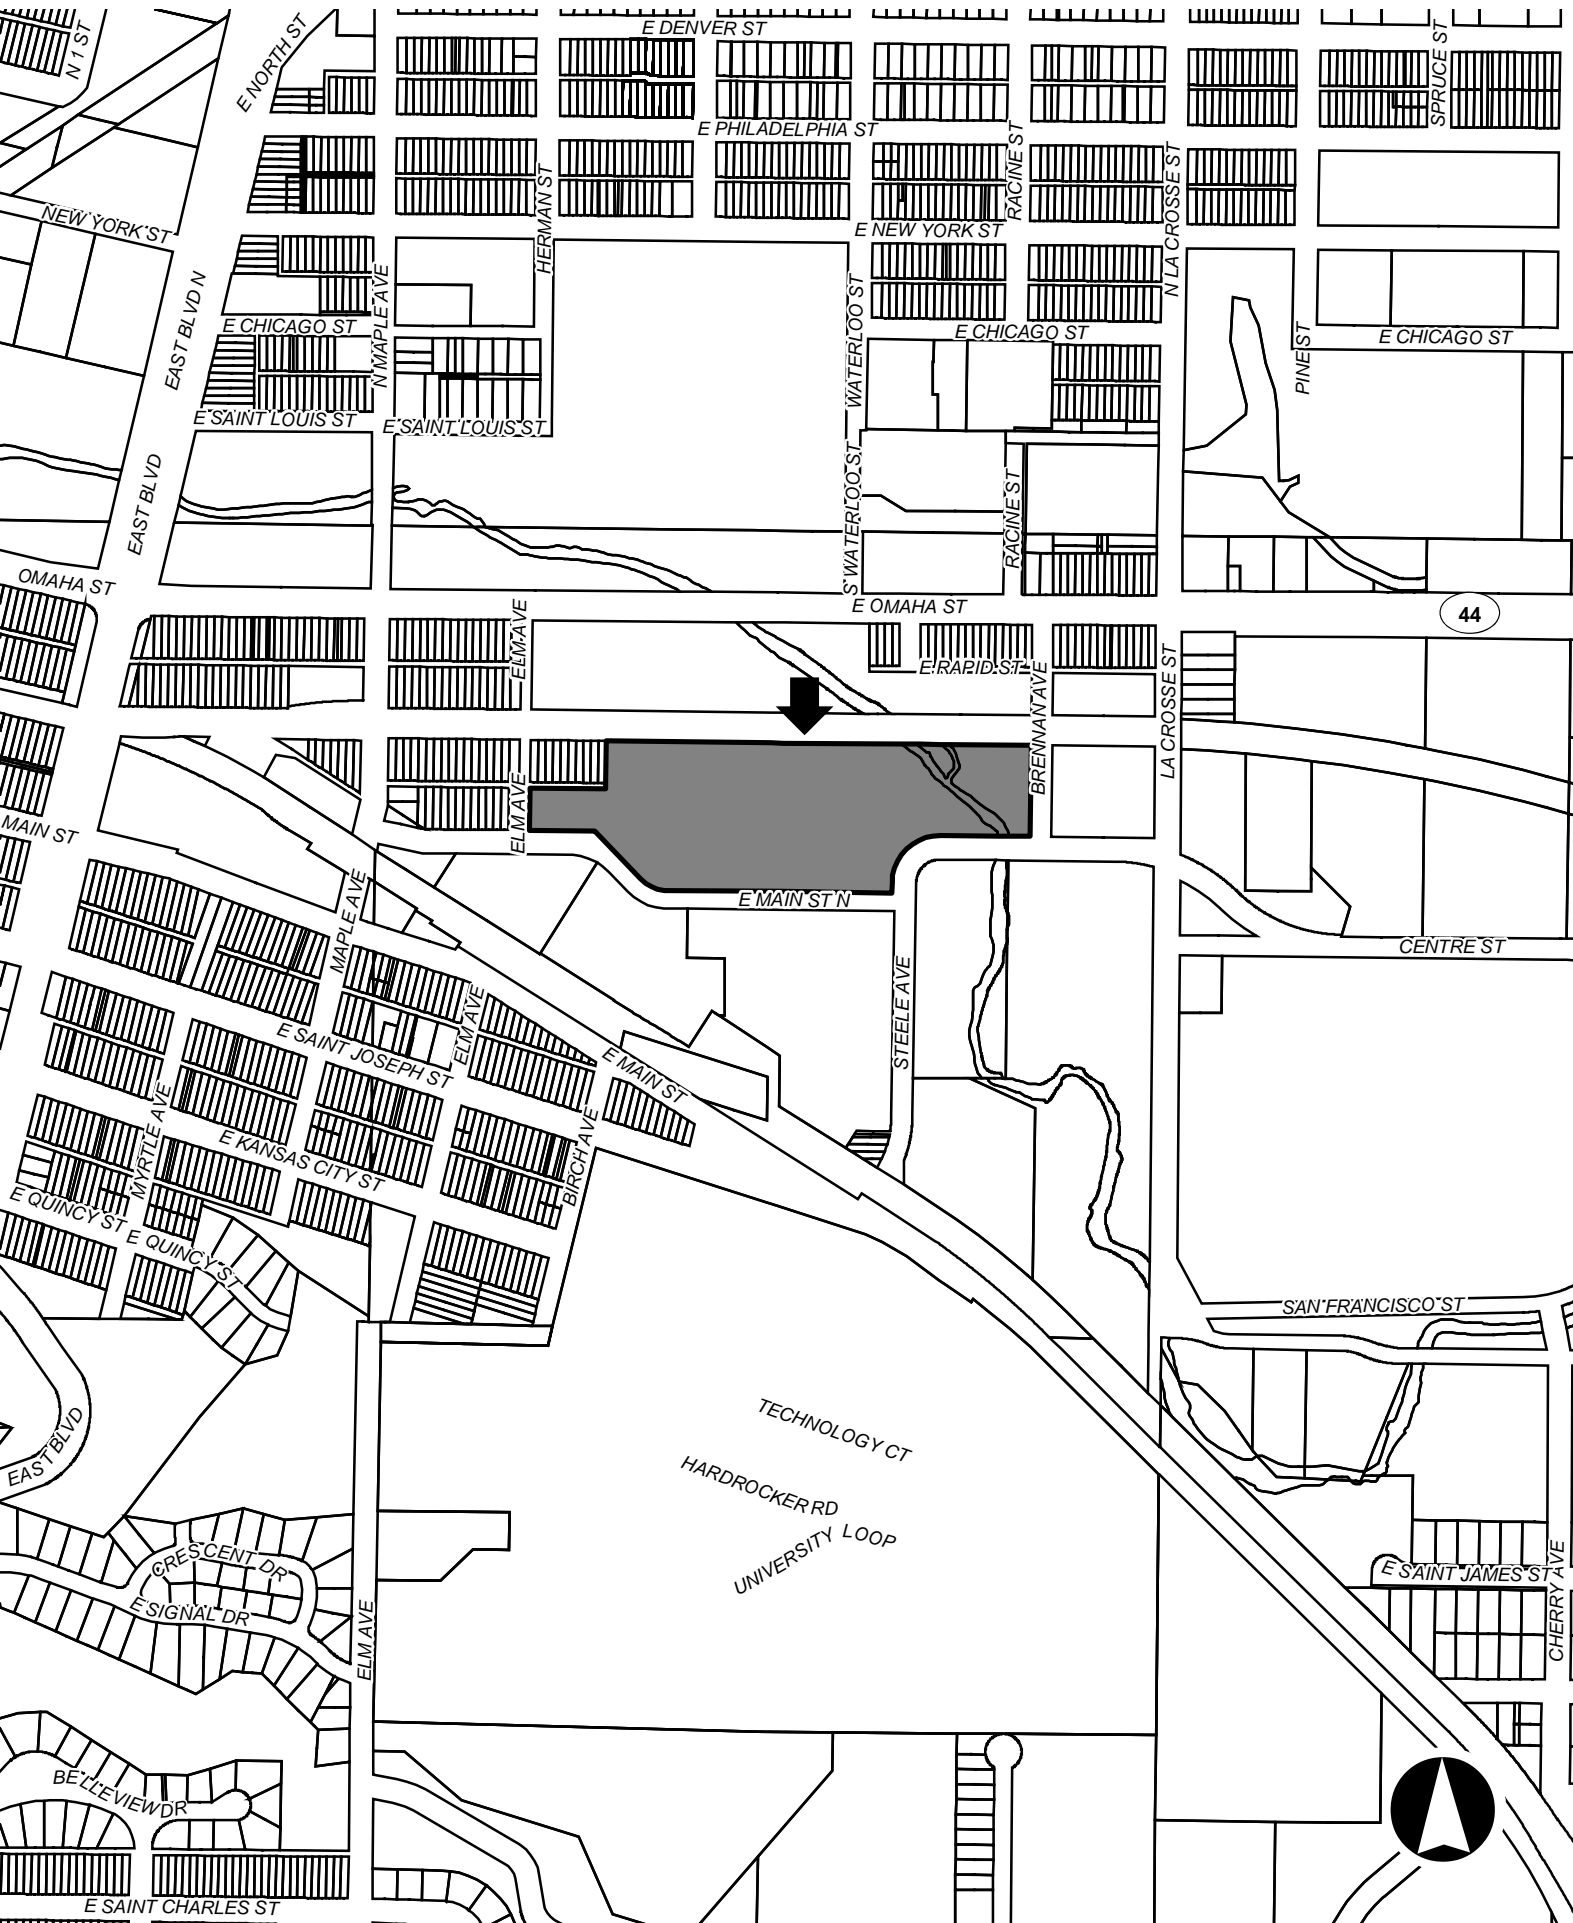 E DENVER ST
N 1 ST
E NORTH ST
SPRUCE ST
E PHILADELPHIA ST
RACINE ST
N LA CROSSE ST
HERMAN ST
NEW YORK ST
E NEW YORK ST
EAST BLVD N
N MAPLE AVE
WATERLOO ST
E CHICAGO ST
E CHICAGO ST
E CHICAGO ST
PINE ST
E SAINT LOUIS ST
E SAINT LOUIS ST
EAST BLVD
S WATERLOO ST
RACINE ST
OMAHA ST
E OMAHA ST
44
ELM AVE
E RAPID ST
BRENNAN AVE
LA CROSSE ST
ELM AVE
MAIN ST
E MAIN ST N
MAPLE AVE
CENTRE ST
STEELE AVE
ELM AVE
E SAINT JOSEPH ST
E MAIN ST
MYRTLE AVE
BIRCH AVE
E KANSAS CITY ST
E QUINCY ST
E QUINCY ST
SAN FRANCISCO ST
TECHNOLOGY CT
EAST BLVD
HARDROCKER RD
UNIVERSITY LOOP
CRESCENT DR
E SAINT JAMES ST
CHERRY AVE
E SIGNAL DR
ELM AVE
BELLEVIEW DR
E SAINT CHARLES ST